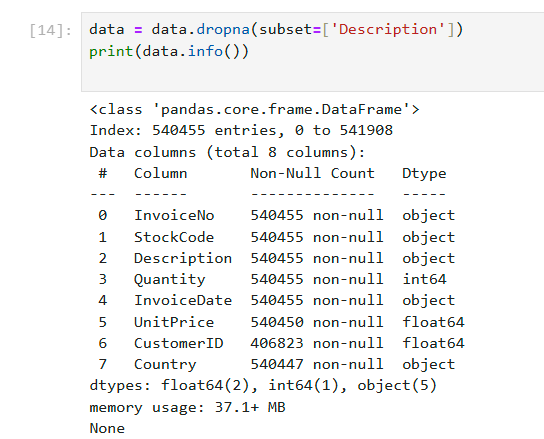 [14]: data = data.dropna(subset=['Description'])
print(data.info())
<class 'pandas.core.frame.DataFrame'>
Index: 540455 entries, 0 to 541908
Data columns (total 8 columns):
 #   Column       Non-Null Count   Dtype
---  ------       --------------   -----
 0   InvoiceNo    540455 non-null  object
 1   StockCode    540455 non-null  object
 2   Description  540455 non-null  object
 3   Quantity     540455 non-null  int64
 4   InvoiceDate  540455 non-null  object
 5   UnitPrice    540450 non-null  float64
 6   CustomerID   406823 non-null  float64
 7   Country      540447 non-null  object
dtypes: float64(2), int64(1), object(5)
memory usage: 37.1+ MB
None